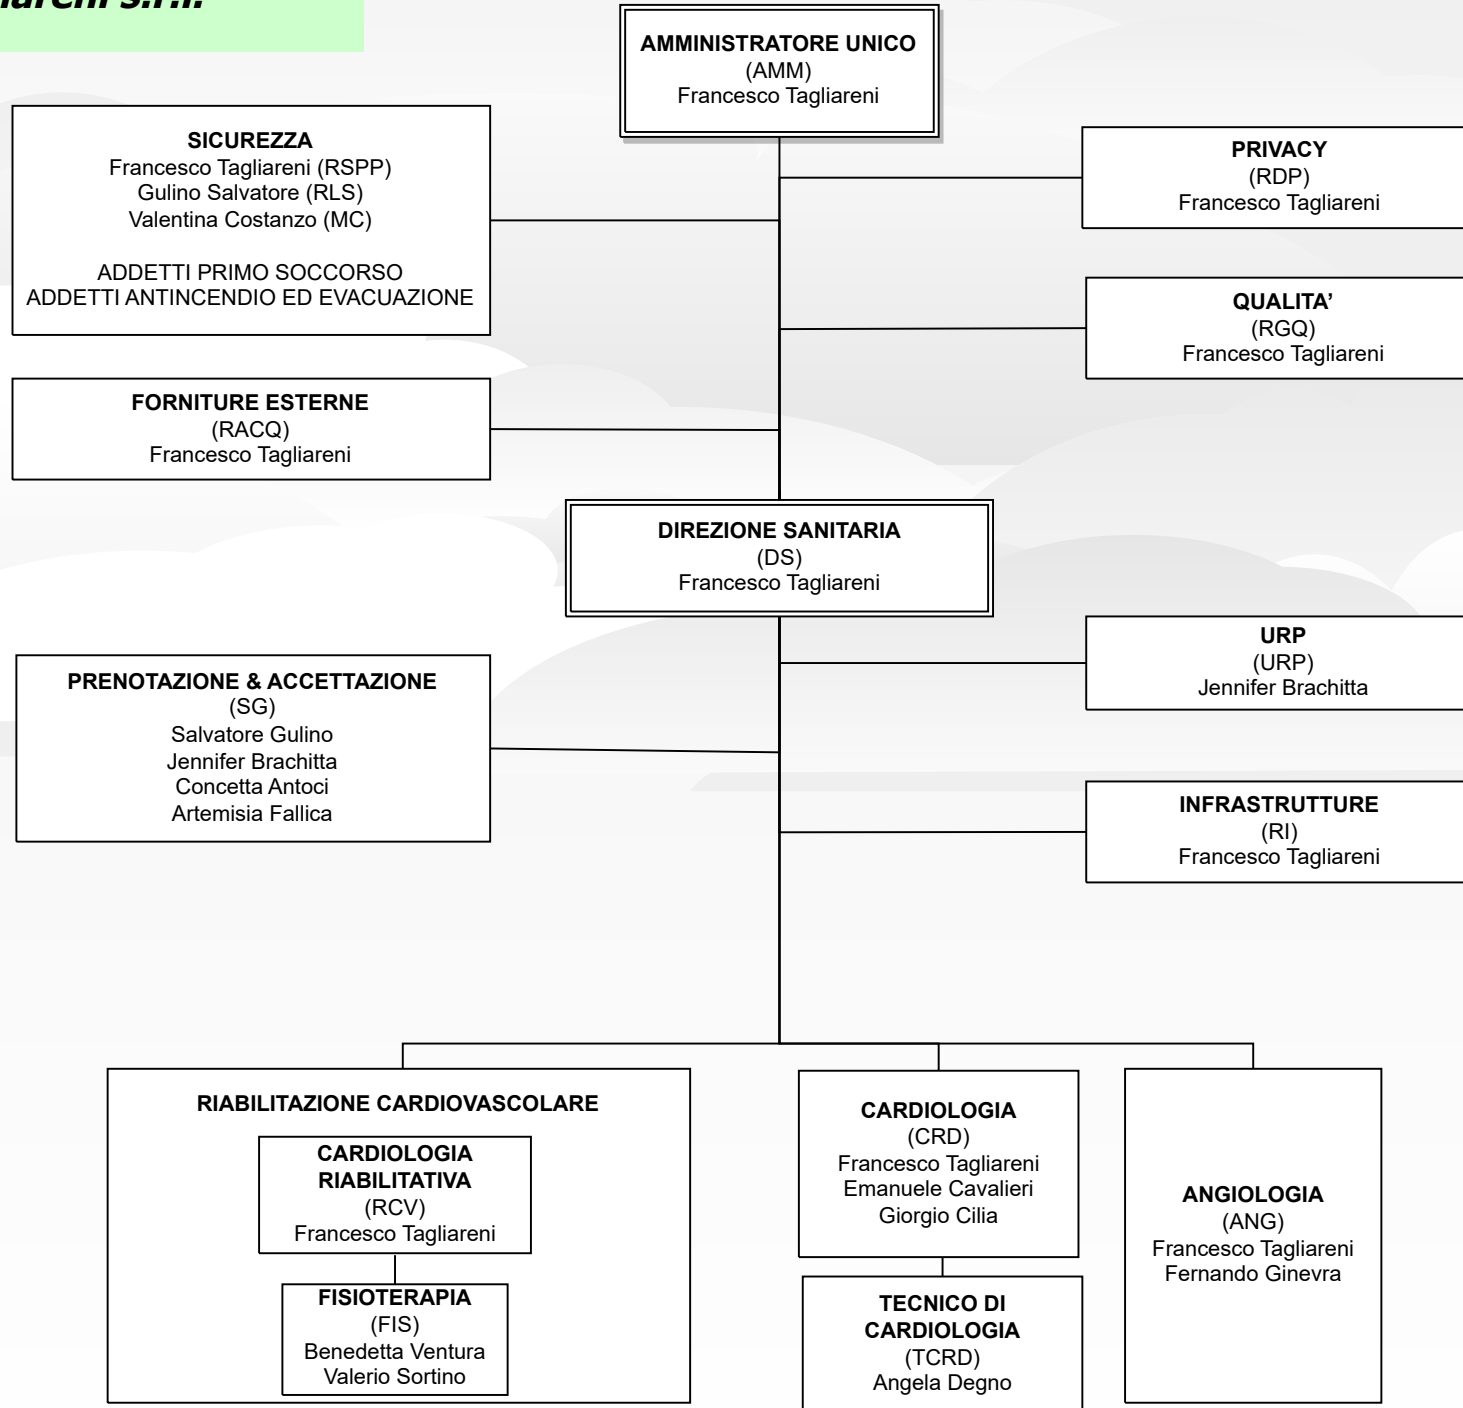 s.r.l.
AMMINISTRATORE UNICO
(AMM)
Francesco Tagliareni
SICUREZZA
Francesco Tagliareni (RSPP)
Gulino Salvatore (RLS)
Valentina Costanzo (MC)
ADDETTI PRIMO SOCCORSO
ADDETTI ANTINCENDIO ED EVACUAZIONE
PRIVACY
(RDP)
Francesco Tagliareni
QUALITA’
(RGQ)
Francesco Tagliareni
FORNITURE ESTERNE
(RACQ)
Francesco Tagliareni
DIREZIONE SANITARIA
(DS)
Francesco Tagliareni
URP
(URP)
Jennifer Brachitta
PRENOTAZIONE & ACCETTAZIONE
(SG)
Salvatore Gulino
Jennifer Brachitta
Concetta Antoci
Artemisia Fallica
INFRASTRUTTURE
(RI)
Francesco Tagliareni
RIABILITAZIONE CARDIOVASCOLARE
CARDIOLOGIA
RIABILITATIVA
(RCV)
Francesco Tagliareni
FISIOTERAPIA
(FIS)
Benedetta Ventura
Valerio Sortino
CARDIOLOGIA
(CRD)
Francesco Tagliareni
Emanuele Cavalieri
Giorgio Cilia
TECNICO DI
CARDIOLOGIA
(TCRD)
Angela Degno
ANGIOLOGIA
(ANG)
Francesco Tagliareni
Fernando Ginevra